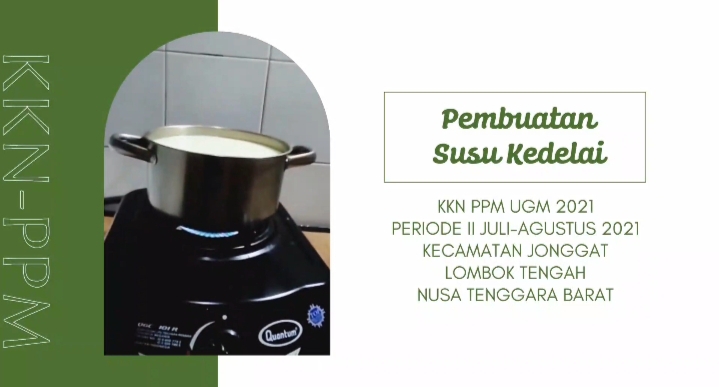 KKN-PPM
Pembuatan
Susu Kedelai
KKN PPM UGM 2021
PERIODE II JULI-AGUSTUS 2021
KECAMATAN JONGGAT
LOMBOK TENGAH
NUSA TENGGARA BARAT
Quantum